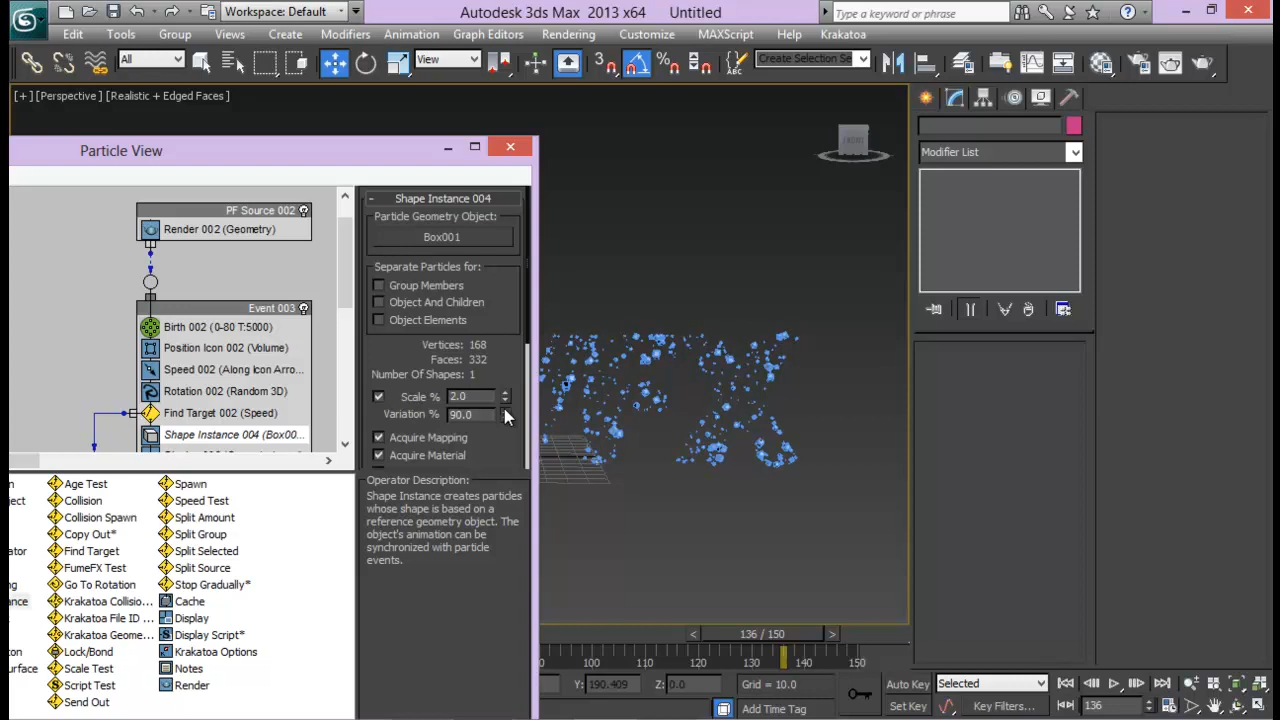 Workspace: Default
Autodesk 3ds Max 2013 x64 Untitled
Type a keyword or phrase
Edit Tools Group Views Create Modifiers Animation Graph Editors Rendering Customize MAXScript Help Krakatoa
All
View
3
%
ABC
Create Selection Se
[+] [Perspective ] [Realistic + Edged Faces ]
FRONT
Modifier List
Particle View
PF Source 002
Render 002 (Geometry)
Event 003
Birth 002 (0-80 T:5000)
Position Icon 002 (Volume)
Speed 002 (Along Icon Arro...
Rotation 002 (Random 3D)
Find Target 002 (Speed)
Shape Instance 004 (Box00...
- Shape Instance 004
Particle Geometry Object:
Box001
Separate Particles for:
Group Members
Object And Children
Object Elements
Vertices: 168
Faces: 332
Number Of Shapes: 1
Scale % 2.0
Variation % 90.0
Acquire Mapping
Acquire Material
Operator Description:
Shape Instance creates particles
whose shape is based on a
reference geometry object. The
object's animation can be
synchronized with particle
events.
Age Test
Collision
Collision Spawn
Copy Out*
Find Target
FumeFX Test
Go To Rotation
Krakatoa Collisio...
Krakatoa File ID ...
Krakatoa Geome...
Lock/Bond
Scale Test
Script Test
Send Out
Spawn
Speed Test
Split Amount
Split Group
Split Selected
Split Source
Stop Gradually*
Cache
Display
Display Script*
Krakatoa Options
Notes
Render
< 136 / 150 >
100 110 120 130 140 150
Y: 190.409 Z: 0.0 Grid = 10.0
Add Time Tag
Auto Key Selected
Set Key Key Filters... 136